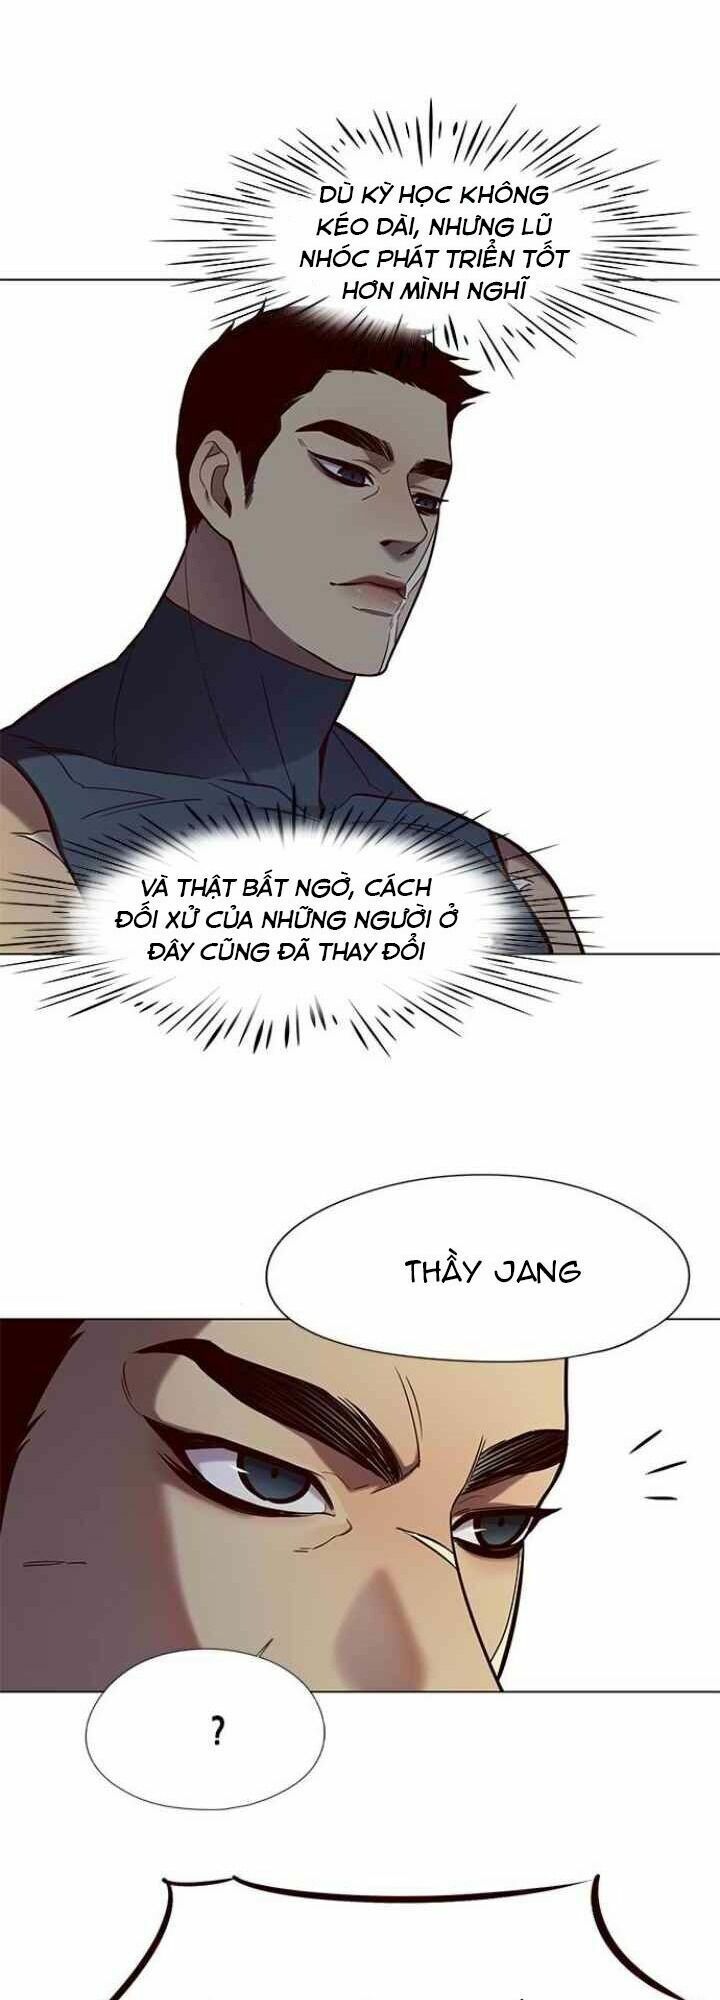 DÙ KỲ HỌC KHÔNG
KÉO DÀI, NHƯNG LŨ
NHÓC PHÁT TRIỂN TỐT
HƠN MÌNH NGHĨ
VÀ THẬT BẤT NGỜ, CÁCH
ĐỐI XỬ CỦA NHỮNG NGƯỜI Ở
ĐÂY CŨNG ĐÃ THAY ĐỔI
THẦY JANG
?